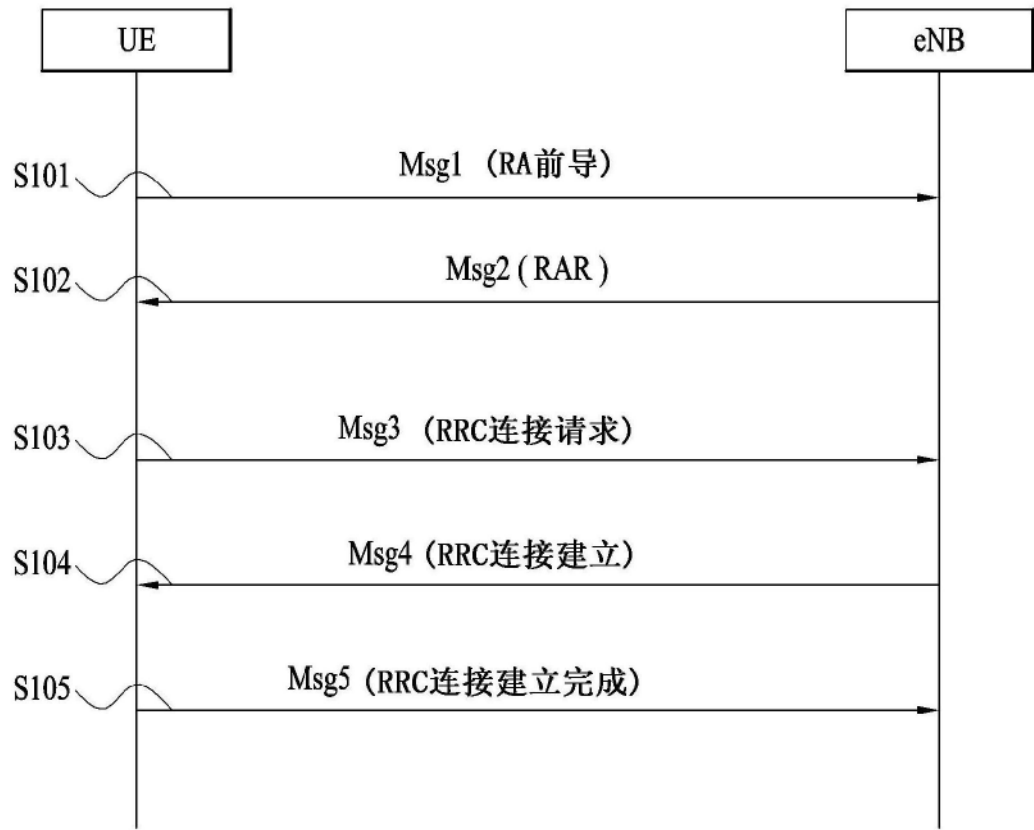 UE
eNB
S101
Msg1 (RA前导)
S102
Msg2 ( RAR )
S103
Msg3 (RRC连接请求)
S104
Msg4 (RRC连接建立)
S105
Msg5 (RRC连接建立完成)